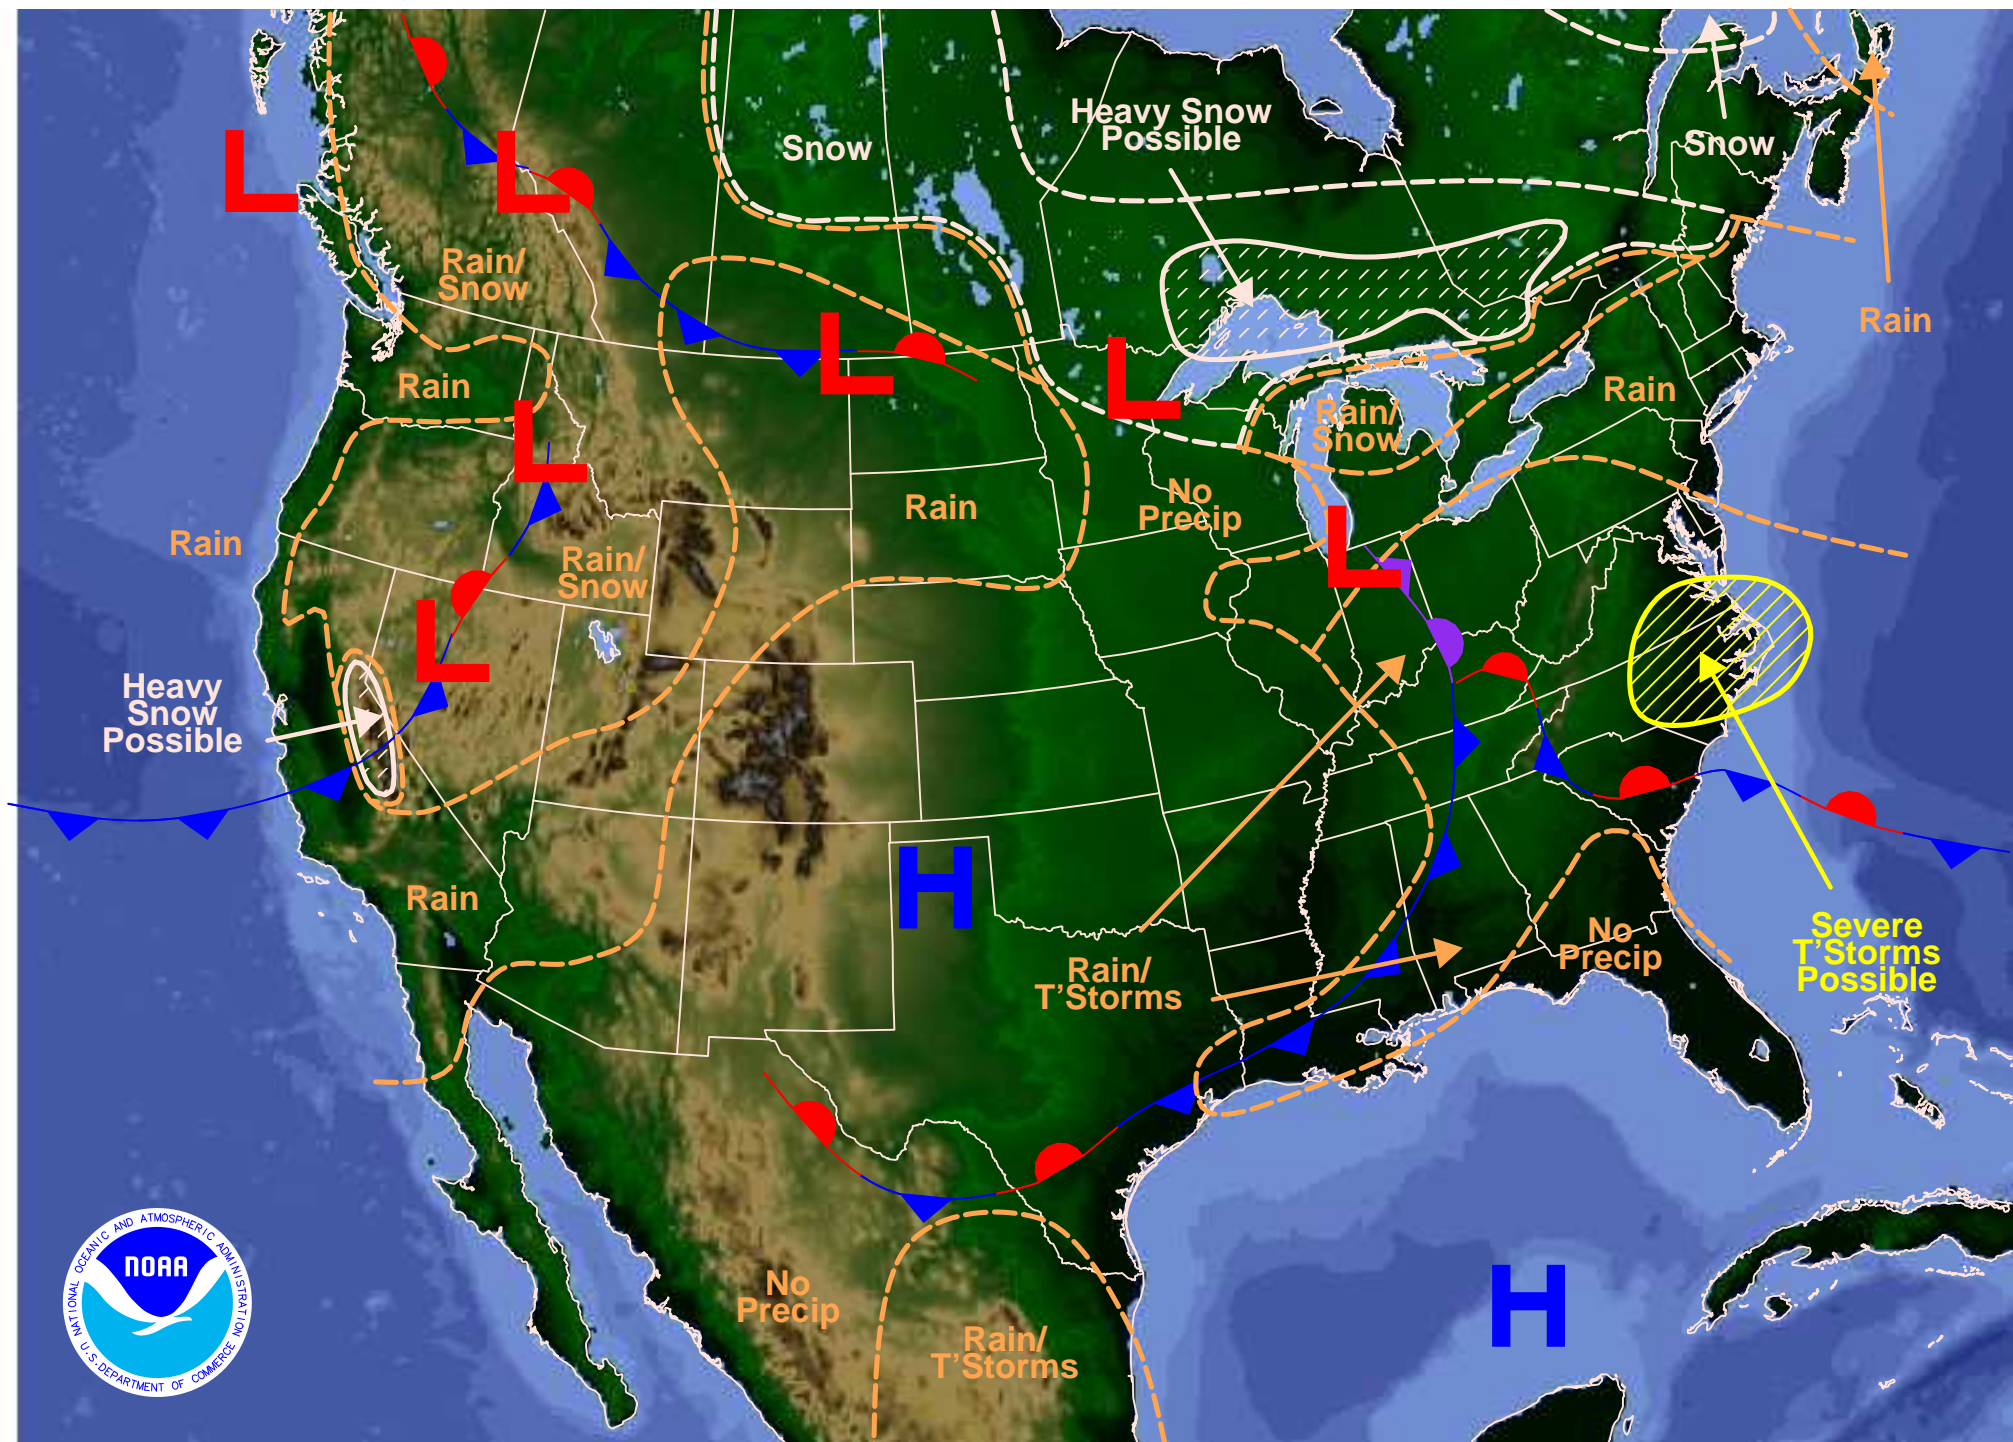 Heavy Snow
Possible
Snow
Snow
Rain/
Snow
Rain
Rain
Rain
Rain/
Snow
No
Precip
Rain
Rain
Rain/
Snow
Heavy
Snow
Possible
Rain
Rain/
T'Storms
No
Precip
Severe
T'Storms
Possible
No
Precip
Rain/
T'Storms
L
L
L
L
L
L
L
H
H
NATIONAL OCEANIC AND ATMOSPHERIC ADMINISTRATION
NOAA
U.S. DEPARTMENT OF COMMERCE